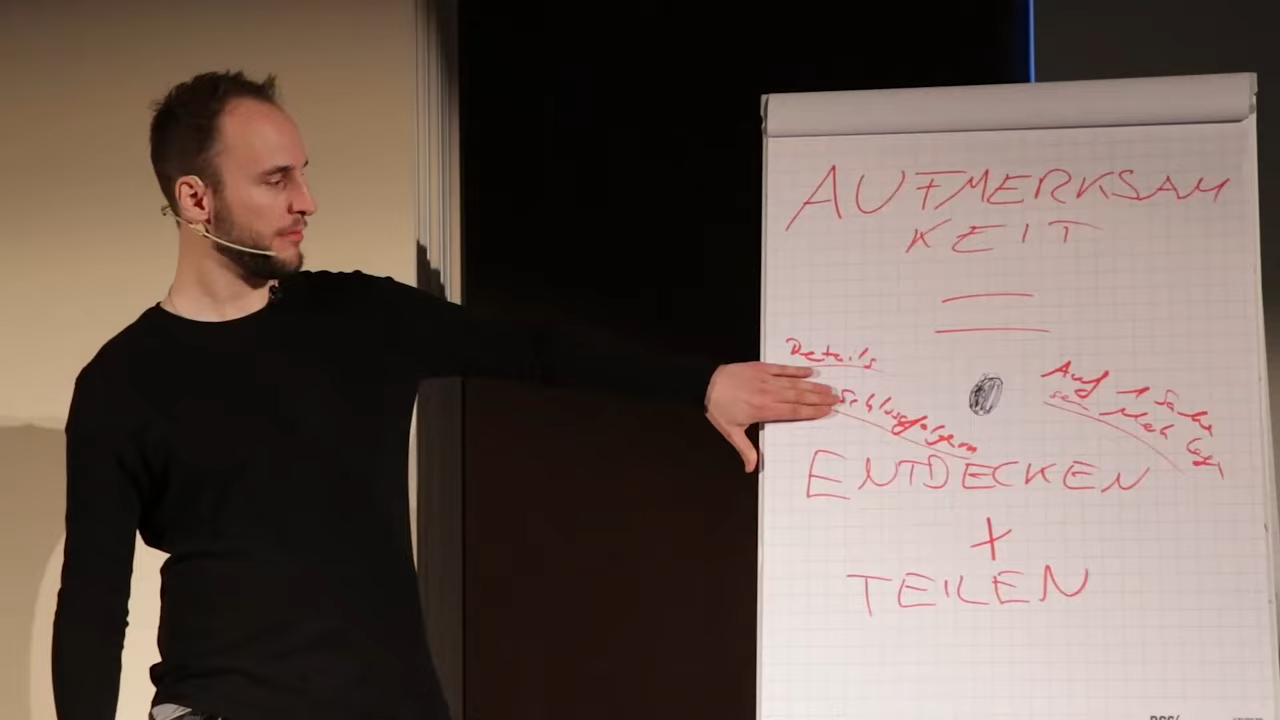 AUFMERKSAM
KEIT
=
Details
Schlussfolgern
Auf 1 Sache
ENTDECKEN
+
TEILEN